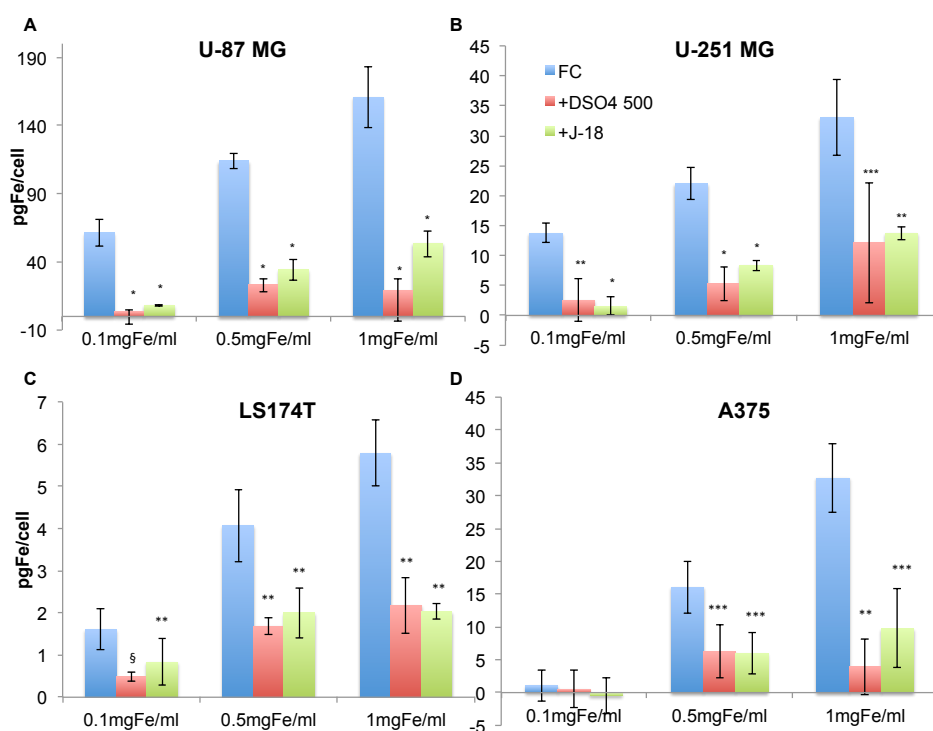 A
U-87 MG
pgFe/cell
190
140
90
40
-10
* * * * * *
0.1mgFe/ml 0.5mgFe/ml 1mgFe/ml
B
U-251 MG
45
40
35
30
25
20
15
10
5
0
-5
FC
+DSO4 500
+J-18
** * * * *** **
0.1mgFe/ml 0.5mgFe/ml 1mgFe/ml
C
LS174T
pgFe/cell
7
6
5
4
3
2
1
0
§ ** ** ** ** **
0.1mgFe/ml 0.5mgFe/ml 1mgFe/ml
D
A375
45
40
35
30
25
20
15
10
5
0
-5
*** *** ** ***
0.1mgFe/ml 0.5mgFe/ml 1mgFe/ml